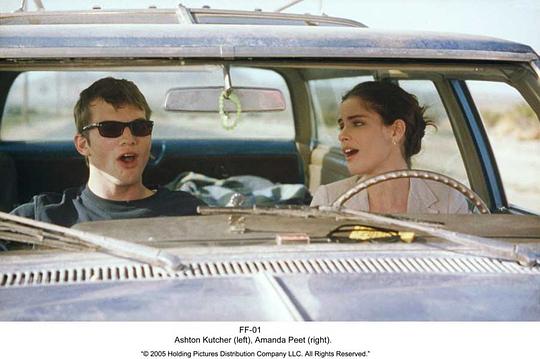 FF-01
Ashton Kutcher (left), Amanda Peet (right).
"© 2005 Holding Pictures Distribution Company LLC. All Rights Reserved."